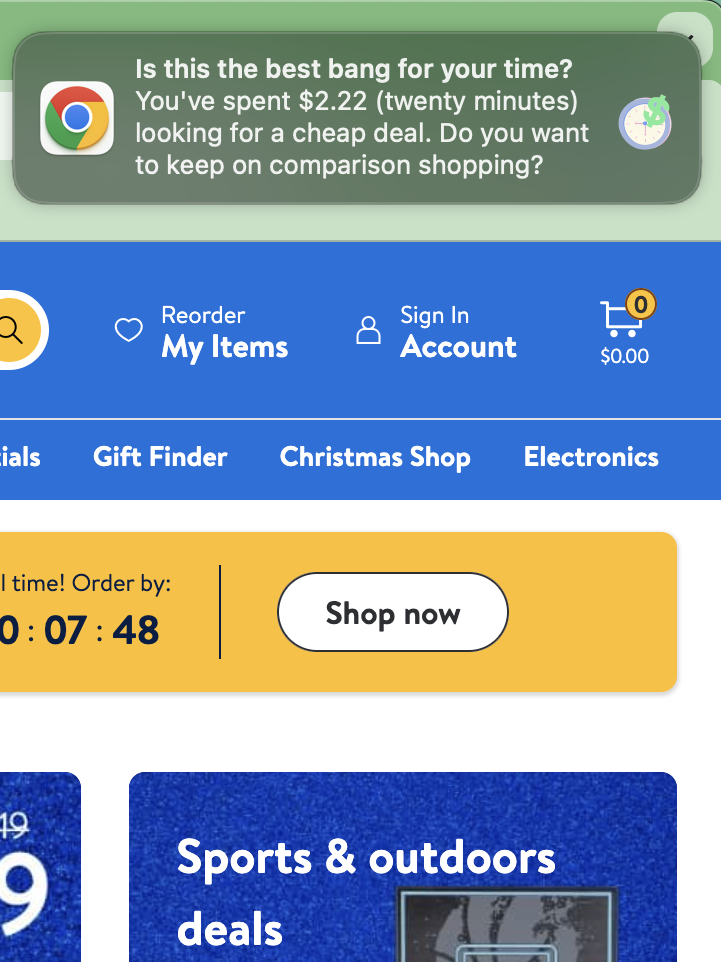 Is this the best bang for your time?
You've spent $2.22 (twenty minutes)
looking for a cheap deal. Do you want
to keep on comparison shopping?
Reorder
My Items
Sign In
Account
0
$0.00
Gift Finder
Christmas Shop
Electronics
time! Order by:
0 : 07 : 48
Shop now
19
9
Sports & outdoors
deals